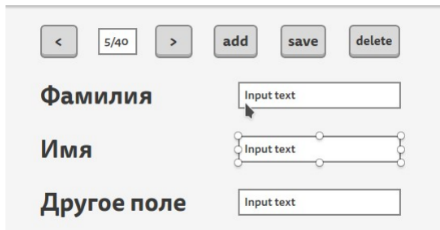 < 5/40 > add save delete
Фамилия Input text
Имя Input text
Другое поле Input text